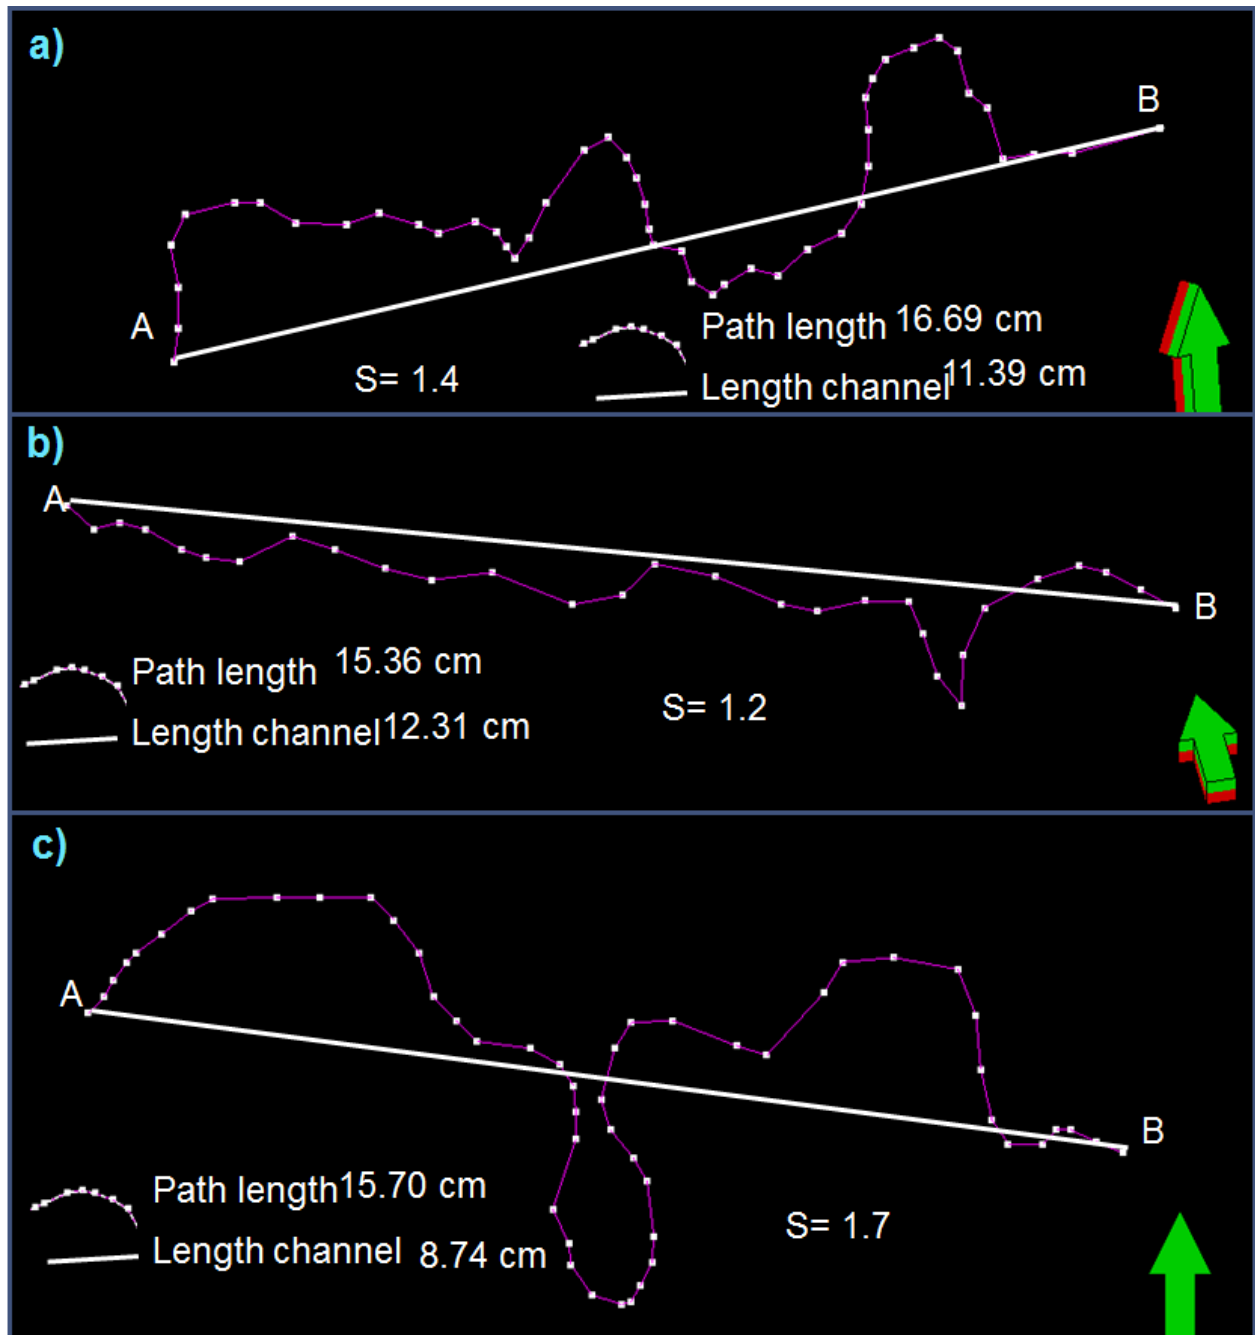 a)
B
A
Path length 16.69 cm
S= 1.4
Length channel 11.39 cm
b)
A
B
Path length 15.36 cm
S= 1.2
Length channel 12.31 cm
c)
A
B
Path length 15.70 cm
S= 1.7
Length channel 8.74 cm